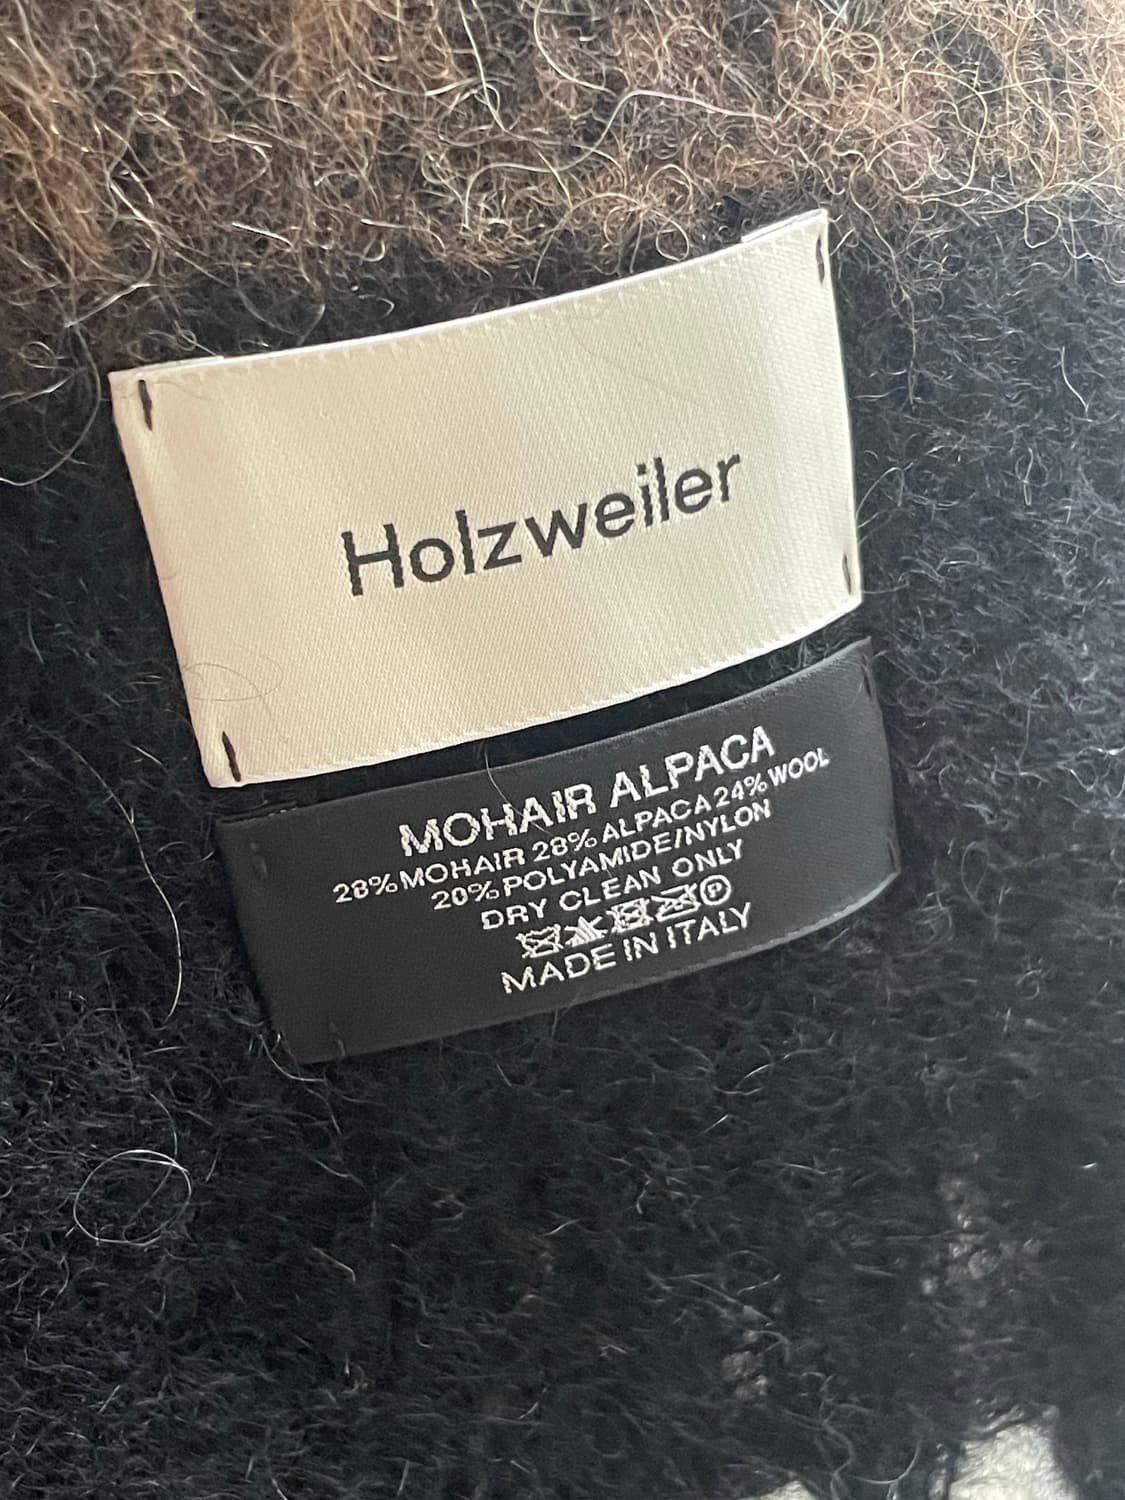 Holzweiler
MOHAIR ALPACA
28% MOHAIR 28% ALPACA 24% WOOL
20% POLYAMIDE/NYLON
DRY CLEAN ONLY
P
MADE IN ITALY